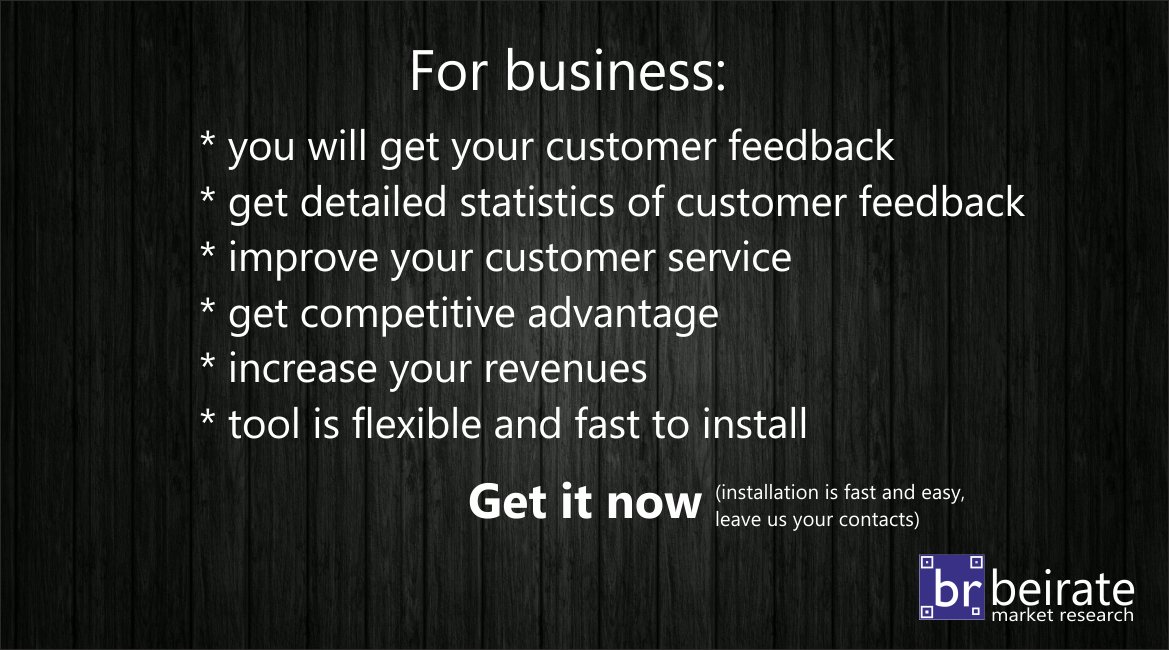 For business:
* you will get your customer feedback
* get detailed statistics of customer feedback
* improve your customer service
* get competitive advantage
* increase your revenues
* tool is flexible and fast to install
Get it now (installation is fast and easy,
leave us your contacts)
br beirate
market research